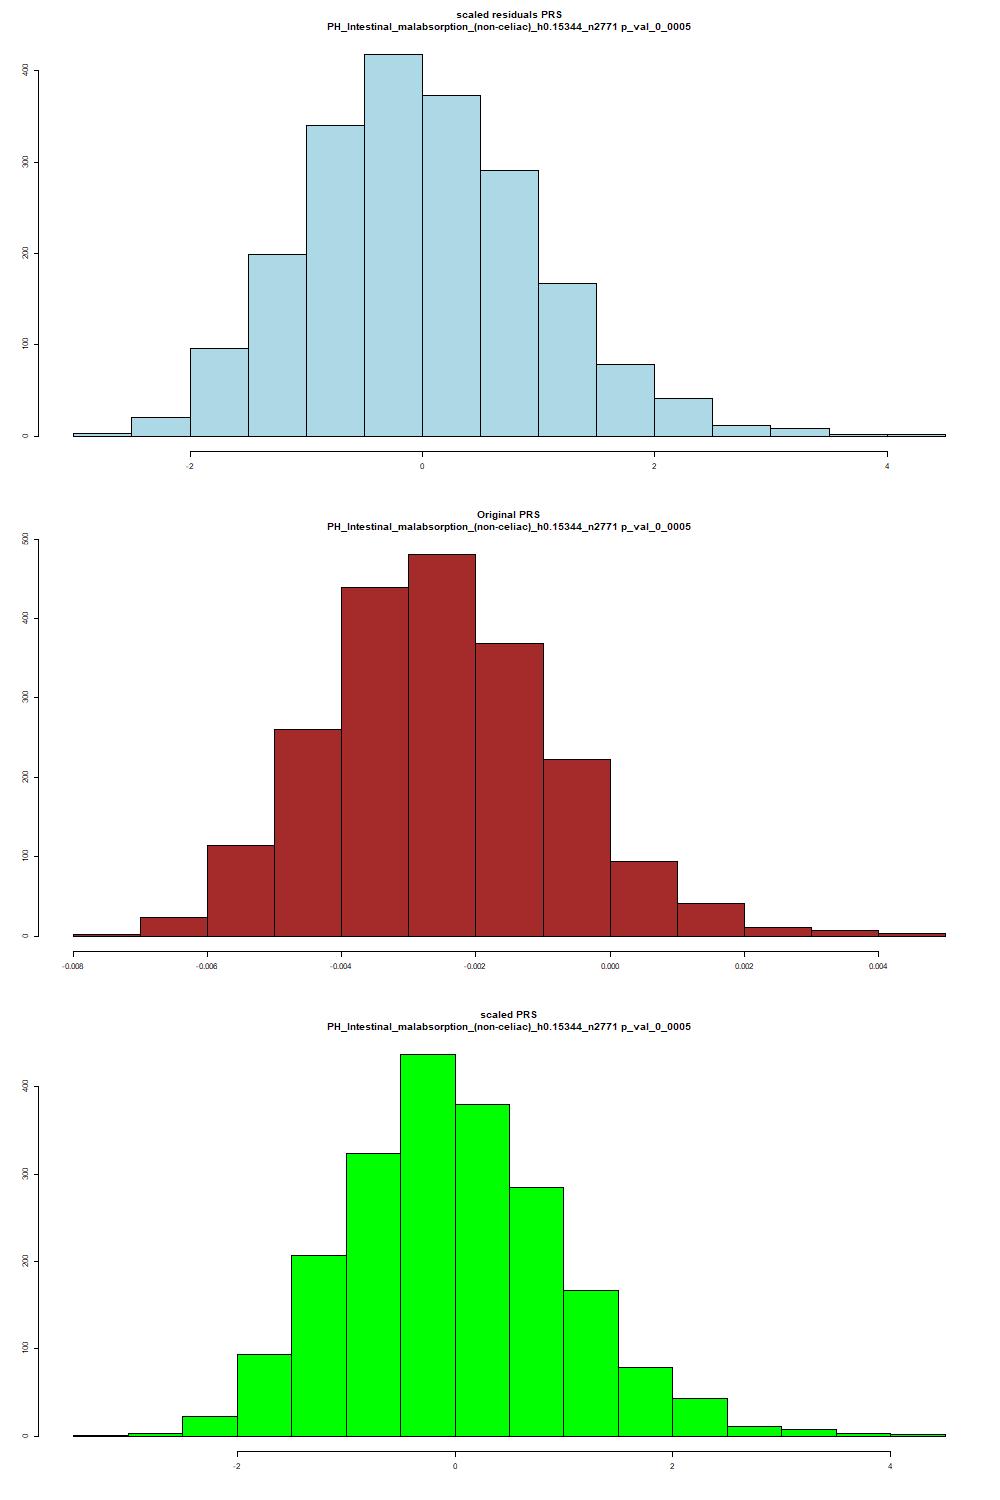 scaled residuals PRS
PH_Intestinal_malabsorption_(non-celiac)_h0.15344_n2771 p_val_0_0005
400
300
200
100
0
-2 0 2 4
Original PRS
PH_Intestinal_malabsorption_(non-celiac)_h0.15344_n2771 p_val_0_0005
500
400
300
200
100
0
-0.008 -0.006 -0.004 -0.002 0.000 0.002 0.004
scaled PRS
PH_Intestinal_malabsorption_(non-celiac)_h0.15344_n2771 p_val_0_0005
400
300
200
100
0
-2 0 2 4